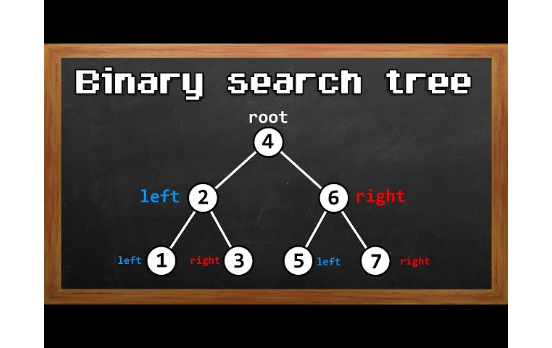 Binary search tree
root
4
left 2 6 right
left 1 right 3 5 left 7 right